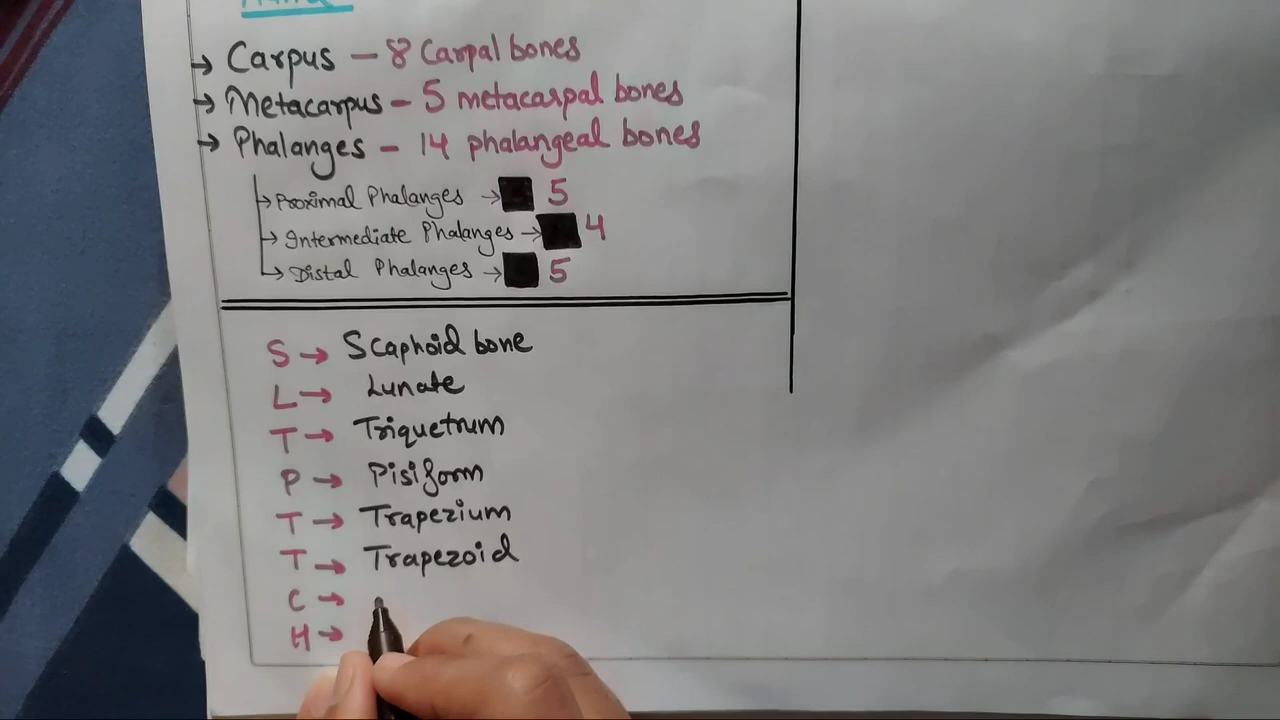 → Carpus – 8 Carpal bones
→ Metacarpus – 5 metacarpal bones
→ Phalanges – 14 phalangeal bones
→ Proximal Phalanges → 5
→ Intermediate Phalanges → 4
→ Distal Phalanges → 5
S → Scaphoid bone
L → Lunate
T → Triquetrum
P → Pisiform
T → Trapezium
T → Trapezoid
C →
H →